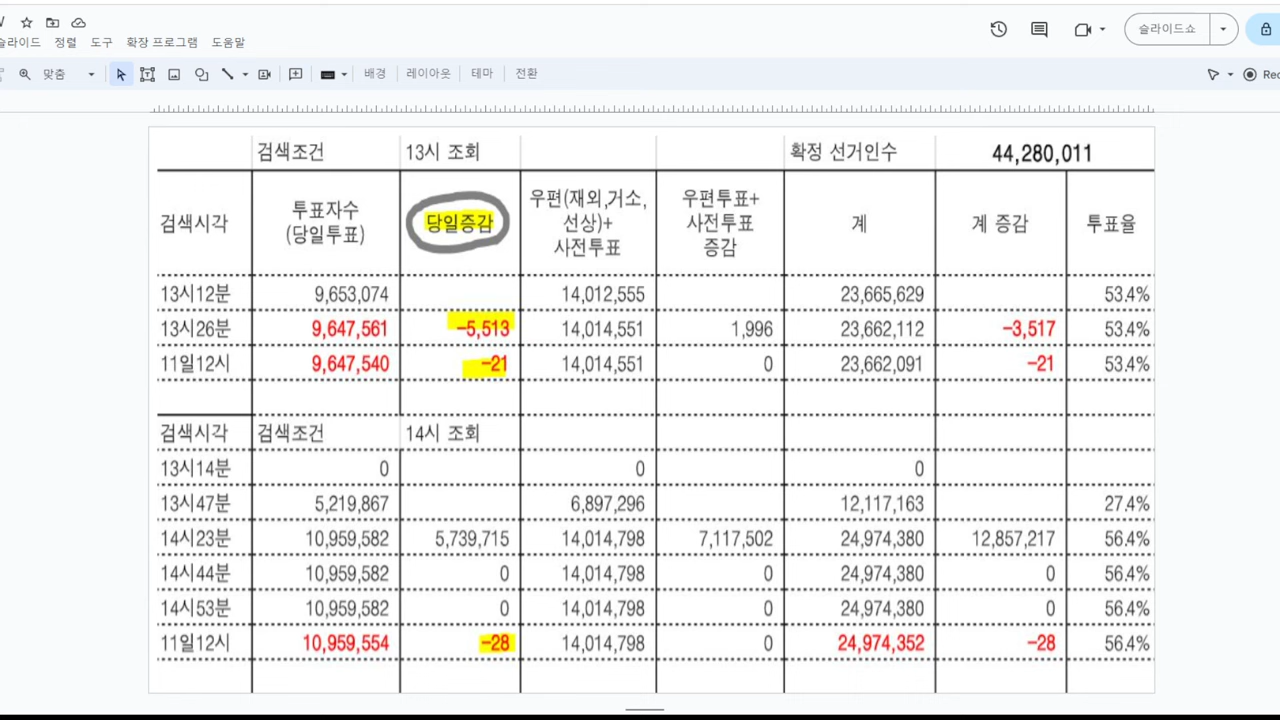 슬라이드 정렬 도구 확장 프로그램 도움말
슬라이드쇼
맞춤 배경 레이아웃 테마 전환
검색조건 13시 조회 확정 선거인수 44,280,011
검색시각 투표자수 (당일투표) 당일증감 우편(재외,거소, 선상)+ 사전투표 우편투표+ 사전투표 증감 계 계 증감 투표율
13시12분 9,653,074 14,012,555 23,665,629 53.4%
13시26분 9,647,561 -5,513 14,014,551 1,996 23,662,112 -3,517 53.4%
11일12시 9,647,540 -21 14,014,551 0 23,662,091 -21 53.4%
검색시각 검색조건 14시 조회
13시14분 0 0 0
13시47분 5,219,867 6,897,296 12,117,163 27.4%
14시23분 10,959,582 5,739,715 14,014,798 7,117,502 24,974,380 12,857,217 56.4%
14시44분 10,959,582 0 14,014,798 0 24,974,380 0 56.4%
14시53분 10,959,582 0 14,014,798 0 24,974,380 0 56.4%
11일12시 10,959,554 -28 14,014,798 0 24,974,352 -28 56.4%